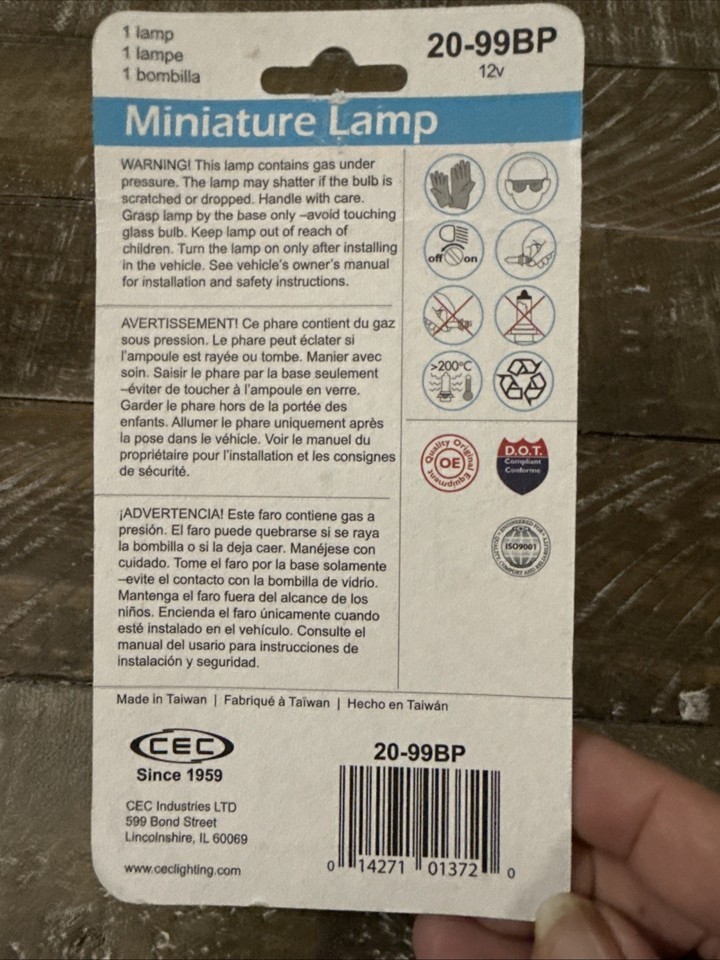 1 lamp
1 lampe
1 bombilla
20-99BP
12v
Miniature Lamp
WARNING! This lamp contains gas under
pressure. The lamp may shatter if the bulb is
scratched or dropped. Handle with care.
Grasp lamp by the base only –avoid touching
glass bulb. Keep lamp out of reach of
children. Turn the lamp on only after installing
in the vehicle. See vehicle's owner's manual
for installation and safety instructions.
AVERTISSEMENT! Ce phare contient du gaz
sous pression. Le phare peut éclater si
l'ampoule est rayée ou tombe. Manier avec
soin. Saisir le phare par la base seulement
–éviter de toucher à l'ampoule en verre.
Garder le phare hors de la portée des
enfants. Allumer le phare uniquement après
la pose dans le véhicle. Voir le manuel du
propriétaire pour l'installation et les consignes
de sécurité.
¡ADVERTENCIA! Este faro contiene gas a
presión. El faro puede quebrarse si se raya
la bombilla o si la deja caer. Manéjese con
cuidado. Tome el faro por la base solamente
–evite el contacto con la bombilla de vidrio.
Mantenga el faro fuera del alcance de los
niños. Encienda el faro únicamente cuando
esté instalado en el vehículo. Consulte el
manual del usario para instrucciones de
instalación y seguridad.
off on
>200°C
Quality Original
OE
Equipment
D.O.T.
Compliant
Conforme
ENGINEERED FOR
ISO9001
QUALITY COMFORT AND RELIABILITY
Made in Taiwan | Fabriqué à Taïwan | Hecho en Taiwán
CEC
Since 1959
CEC Industries LTD
599 Bond Street
Lincolnshire, IL 60069
www.ceclighting.com
20-99BP
0 14271 01372 0